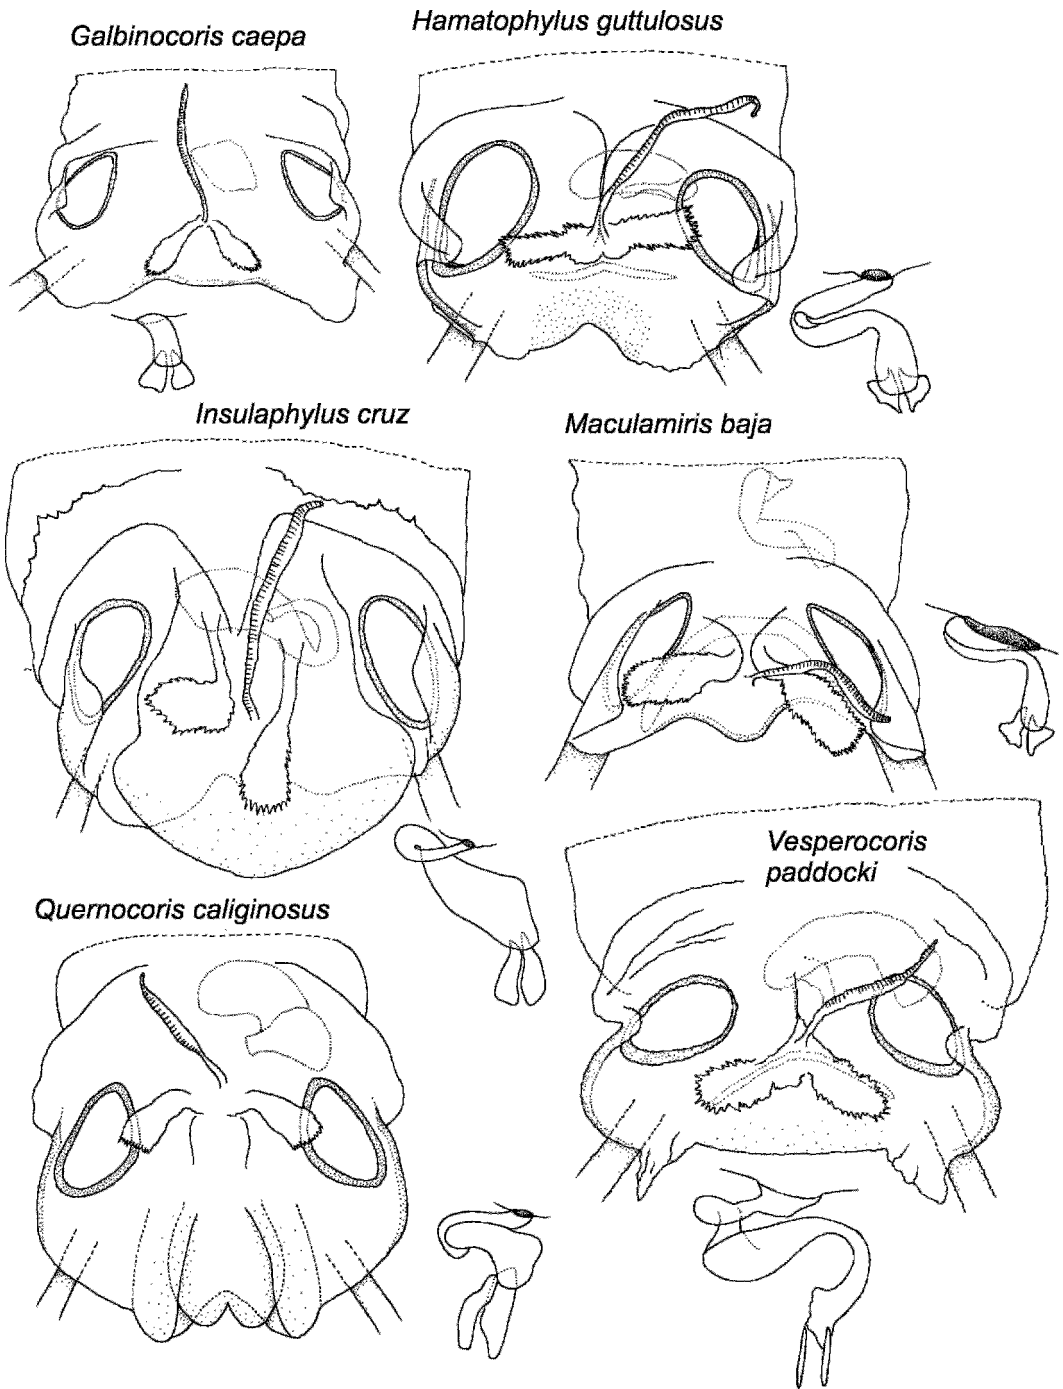 Galbinocoris caepa
Hamatophylus guttulosus
Insulaphylus cruz
Maculamiris baja
Vesperocoris
paddocki
Quernocoris caliginosus